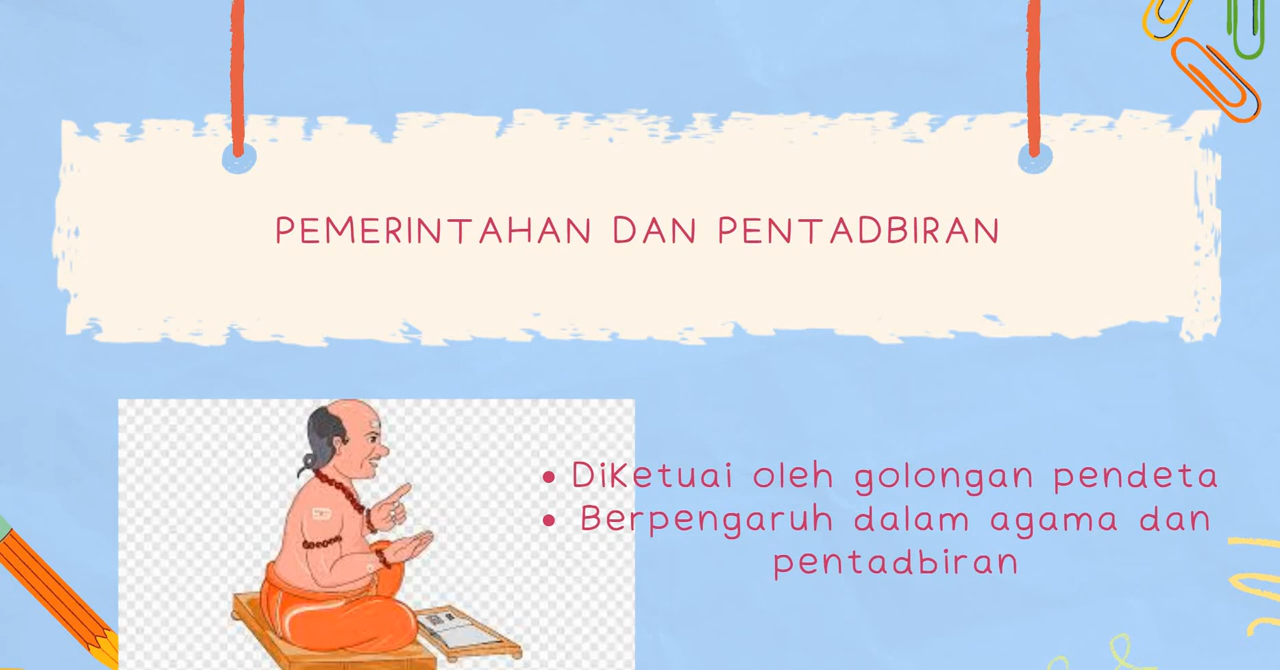 PEMERINTAHAN DAN PENTADBIRAN
• DiKetuai oleh golongan pendeta
• Berpengaruh dalam agama dan
pentadbiran